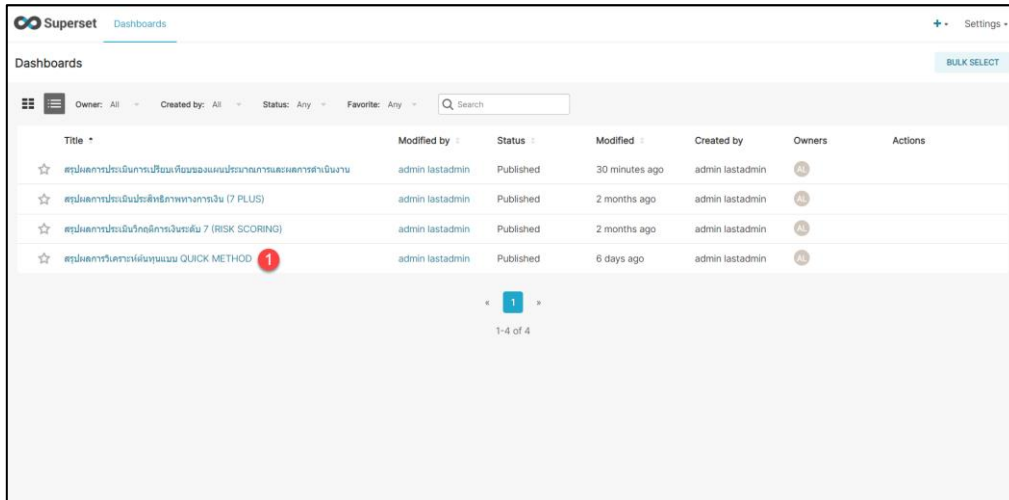 Superset Dashboards + Settings
Dashboards BULK SELECT
Owner: All Created by: All Status: Any Favorite: Any Search
Title Modified by Status Modified Created by Owners Actions
สรุปผลการประเมินการเปรียบเทียบของแผนประมาณการและผลการดำเนินงาน admin lastadmin Published 30 minutes ago admin lastadmin AL
สรุปผลการประเมินประสิทธิภาพทางการเงิน (7 PLUS) admin lastadmin Published 2 months ago admin lastadmin AL
สรุปผลการประเมินวิกฤติการเงินระดับ 7 (RISK SCORING) admin lastadmin Published 2 months ago admin lastadmin AL
สรุปผลการวิเคราะห์ต้นทุนแบบ QUICK METHOD 1 admin lastadmin Published 6 days ago admin lastadmin AL
« 1 »
1-4 of 4